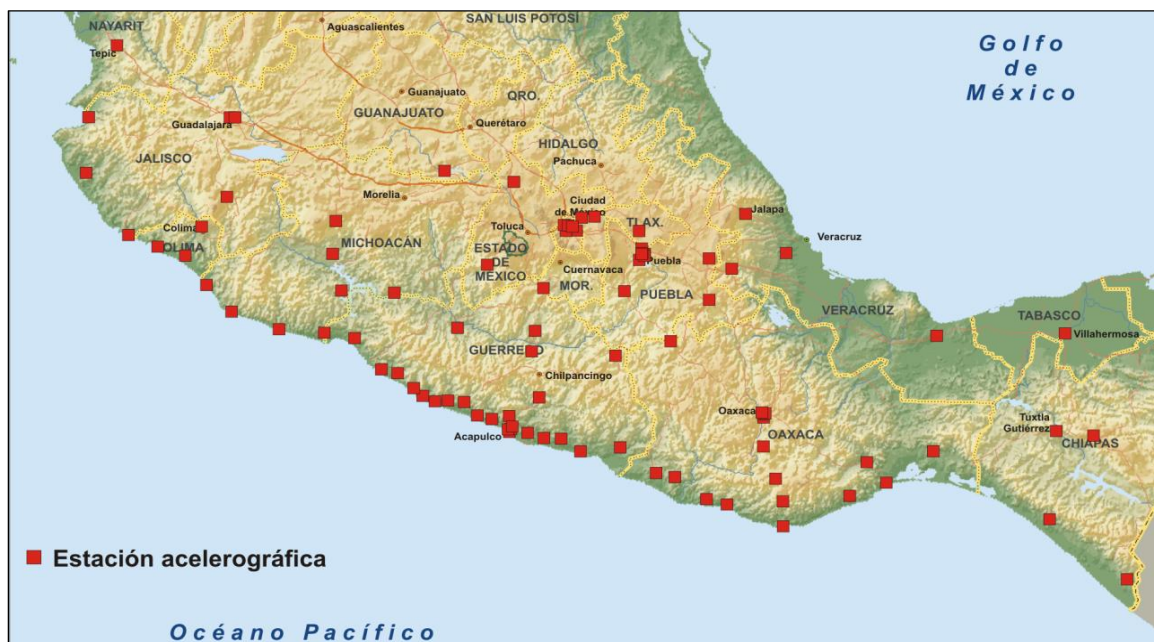 NAYARIT
SAN LUIS POTOSÍ
Aguascalientes
Tepic
Golfo
de
México
Guanajuato
QRO.
GUANAJUATO
Guadalajara
Querétaro
HIDALGO
JALISCO
Pachuca
Morelia
Ciudad
de México
Jalapa
Colima
Toluca
TLAX.
Veracruz
COLIMA
MICHOACÁN
ESTADO
DE
MÉXICO
Cuernavaca
Puebla
MOR.
PUEBLA
VERACRUZ
TABASCO
Villahermosa
GUERRERO
Chilpancingo
Oaxaca
Tuxtla
Gutiérrez
Acapulco
OAXACA
CHIAPAS
Estación acelerográfica
Océano Pacífico